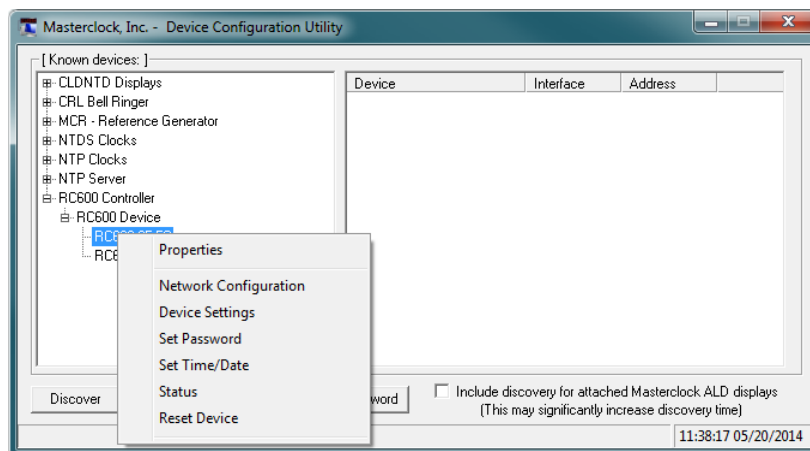 Masterclock, Inc. - Device Configuration Utility
[ Known devices: ]
CLDNTD Displays
CRL Bell Ringer
MCR - Reference Generator
NTDS Clocks
NTP Clocks
NTP Server
RC600 Controller
RC600 Device
Device Interface Address
Properties
Network Configuration
Device Settings
Set Password
Set Time/Date
Status
Reset Device
Discover
Include discovery for attached Masterclock ALD displays
(This may significantly increase discovery time)
11:38:17 05/20/2014